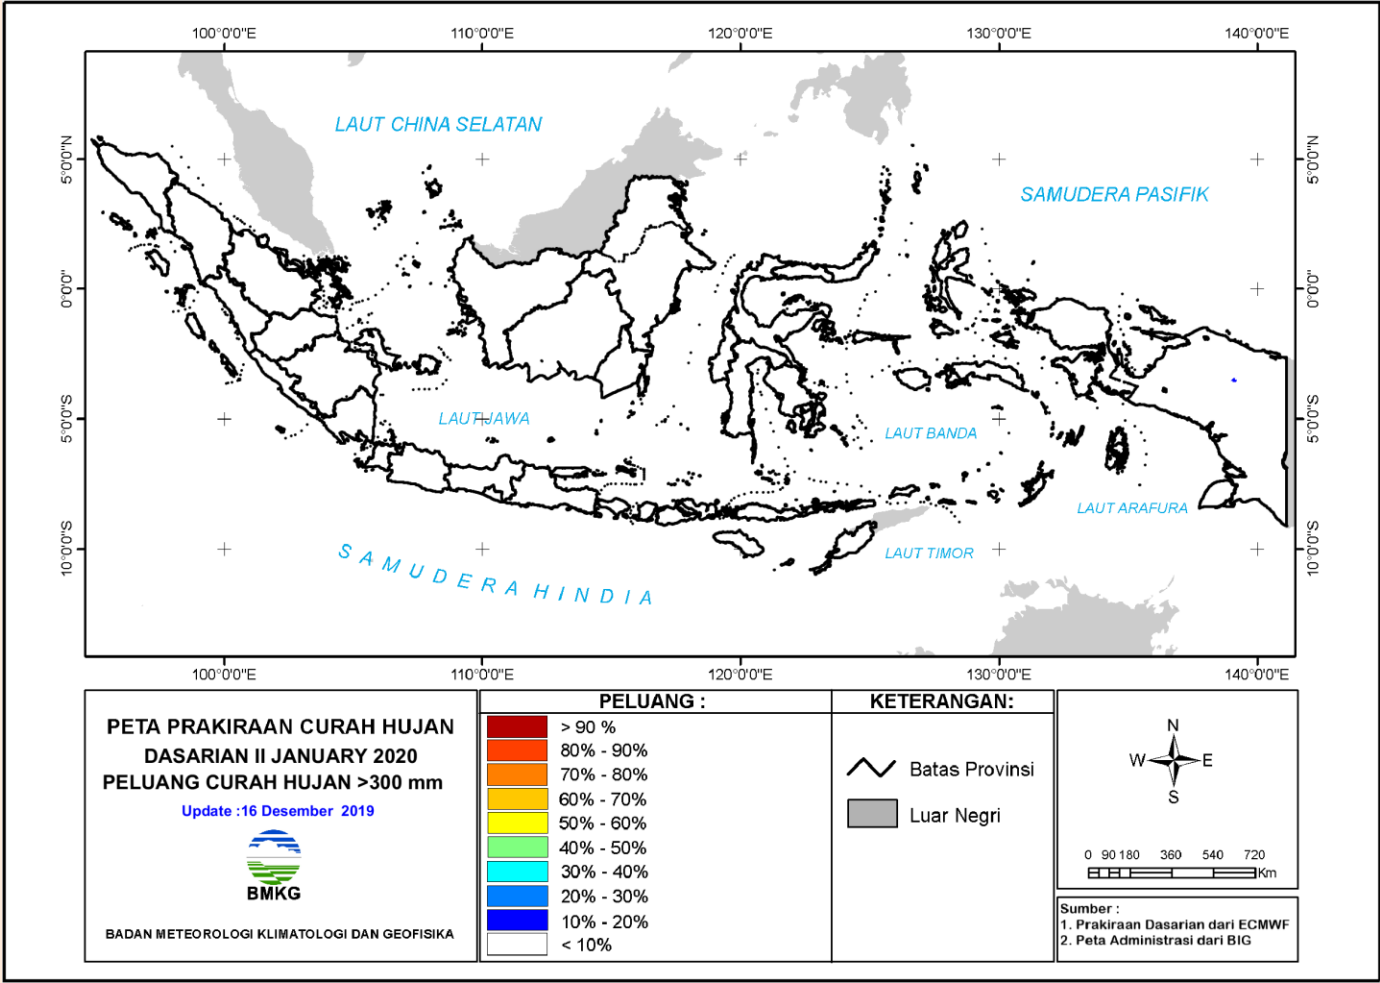 100°0'0"E 110°0'0"E 120°0'0"E 130°0'0"E 140°0'0"E
LAUT CHINA SELATAN
5°0'0"N 5°0'0"N
SAMUDERA PASIFIK
0°0'0" 0°0'0"
LAUT JAWA
5°0'0"S 5°0'0"S
LAUT BANDA
LAUT ARAFURA
10°0'0"S 10°0'0"S
LAUT TIMOR
SAMUDERA HINDIA
100°0'0"E 110°0'0"E 120°0'0"E 130°0'0"E 140°0'0"E
PETA PRAKIRAAN CURAH HUJAN
DASARIAN II JANUARY 2020
PELUANG CURAH HUJAN >300 mm
Update :16 Desember 2019
BMKG
BADAN METEOROLOGI KLIMATOLOGI DAN GEOFISIKA
PELUANG :
> 90 %
80% - 90%
70% - 80%
60% - 70%
50% - 60%
40% - 50%
30% - 40%
20% - 30%
10% - 20%
< 10%
KETERANGAN:
Batas Provinsi
Luar Negri
N
W E
S
0 90 180 360 540 720
Km
Sumber :
1. Prakiraan Dasarian dari ECMWF
2. Peta Administrasi dari BIG